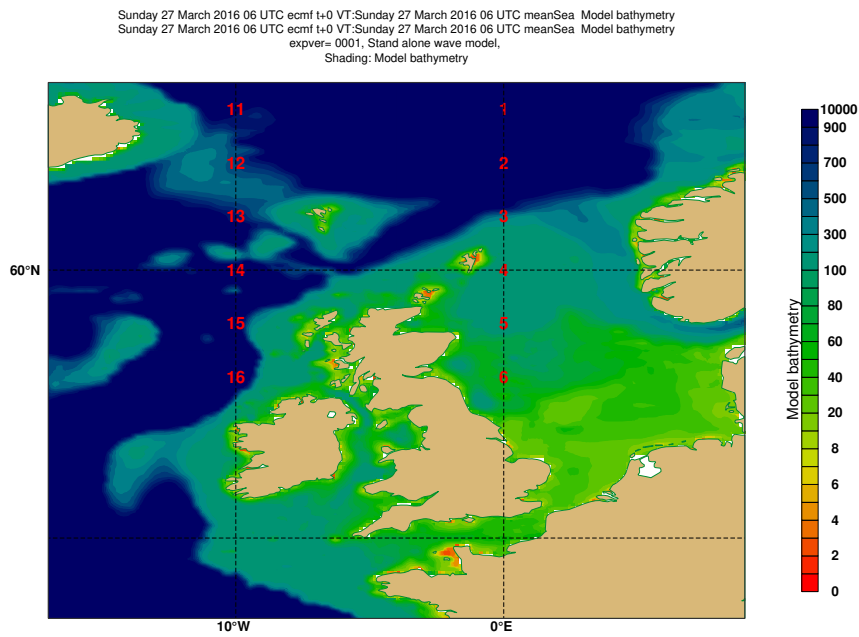 Sunday 27 March 2016 06 UTC ecmf t+0 VT:Sunday 27 March 2016 06 UTC meanSea Model bathymetry
Sunday 27 March 2016 06 UTC ecmf t+0 VT:Sunday 27 March 2016 06 UTC meanSea Model bathymetry
expver= 0001, Stand alone wave model,
Shading: Model bathymetry
11 1
12 2
13 3
60°N 14 4
15 5
16 6
10°W 0°E
10000
900
700
500
300
100
80
60
40
20
8
6
4
2
0
Model bathymetry